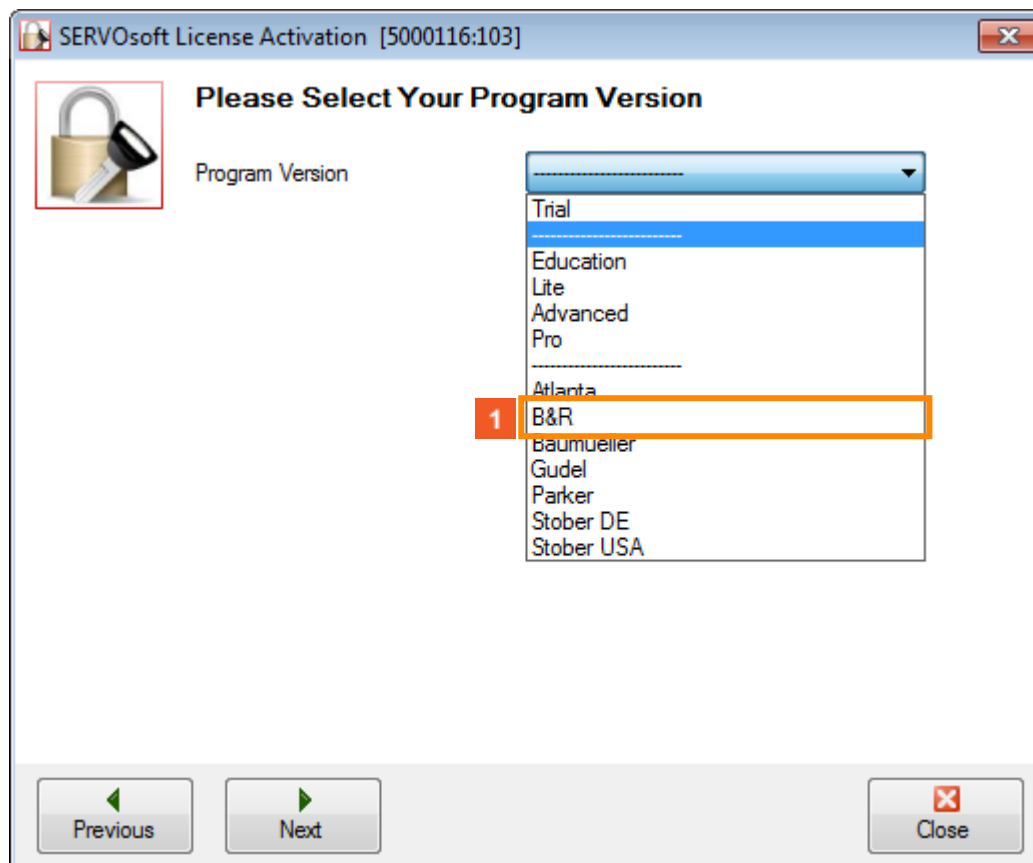 SERVOsoft License Activation [5000116:103]
Please Select Your Program Version
Program Version
-------------------------
Trial
-------------------------
Education
Lite
Advanced
Pro
-------------------------
Atlanta
1 B&R
Baumueller
Gudel
Parker
Stober DE
Stober USA
Previous Next Close